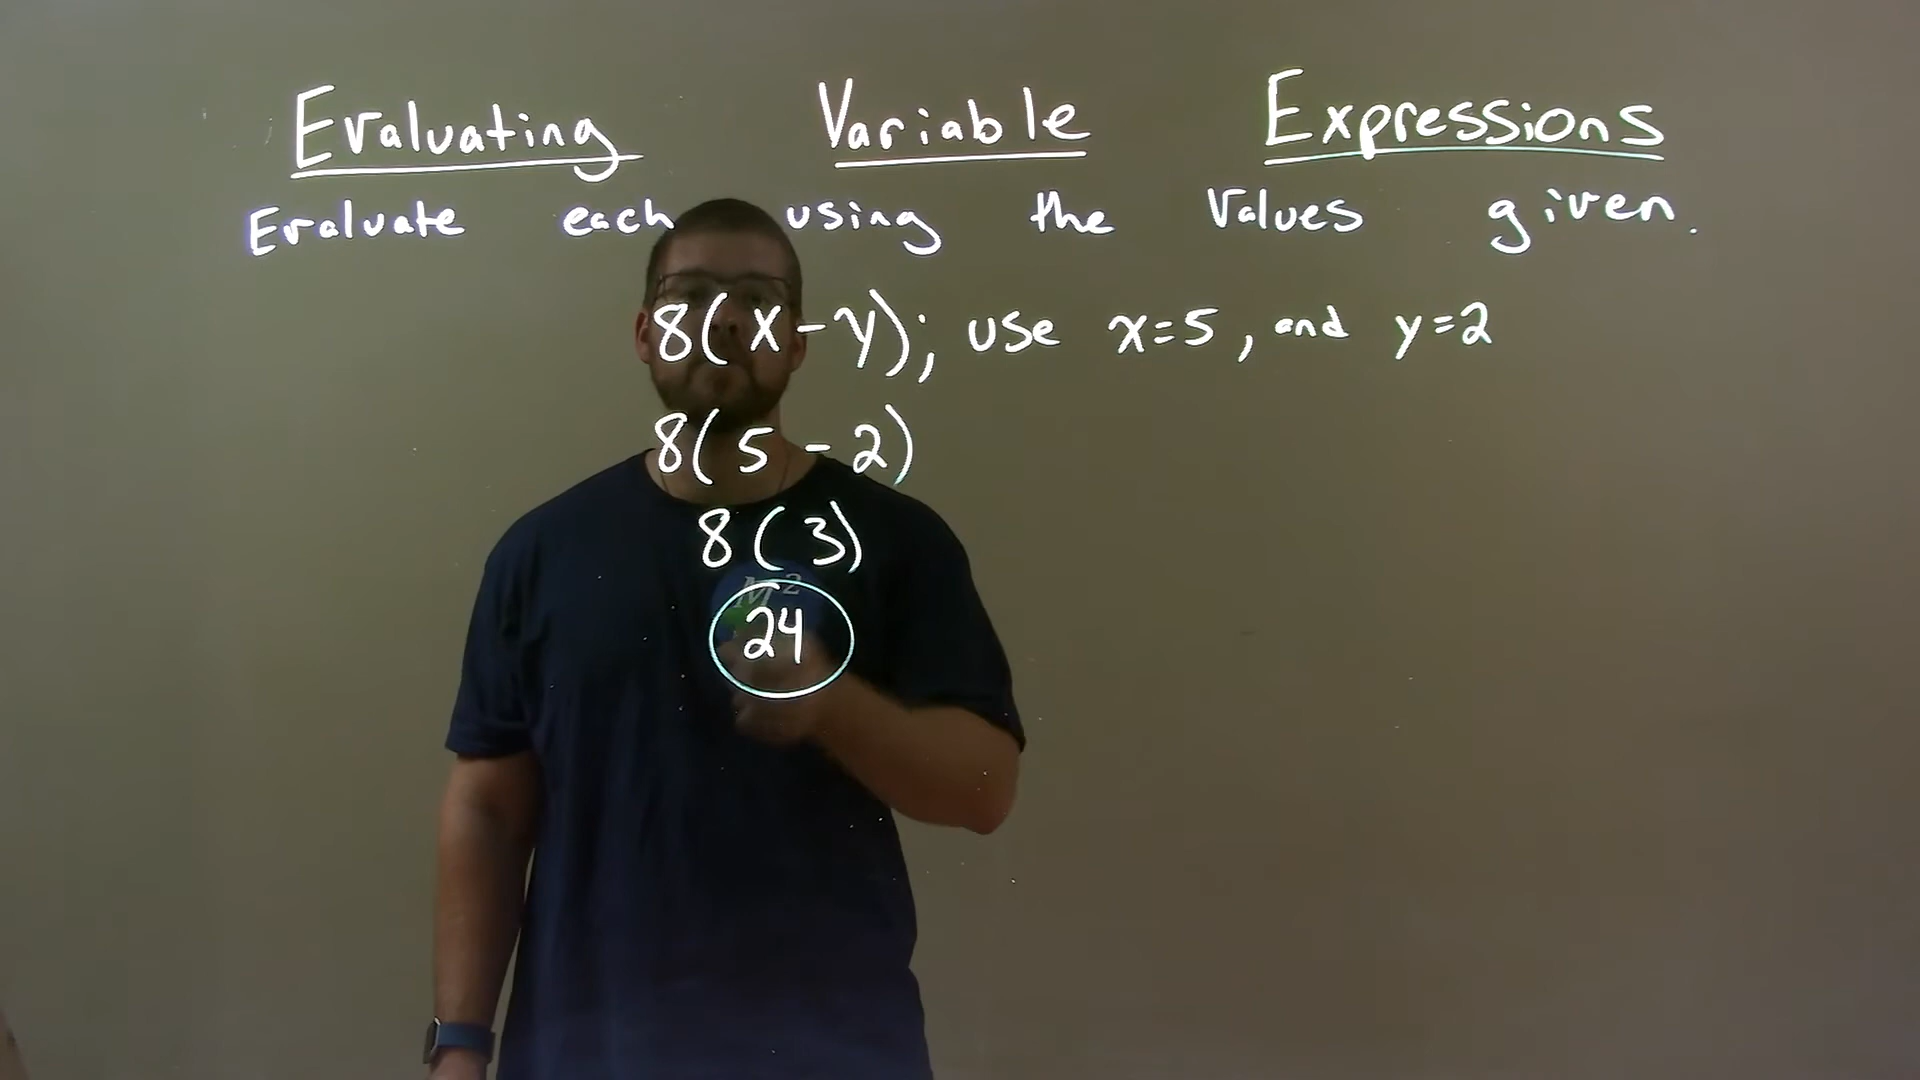 Evaluating Variable Expressions
Evaluate each using the values given.
8(x-y); use x=5, and y=2
8(5-2)
8(3)
M²
24